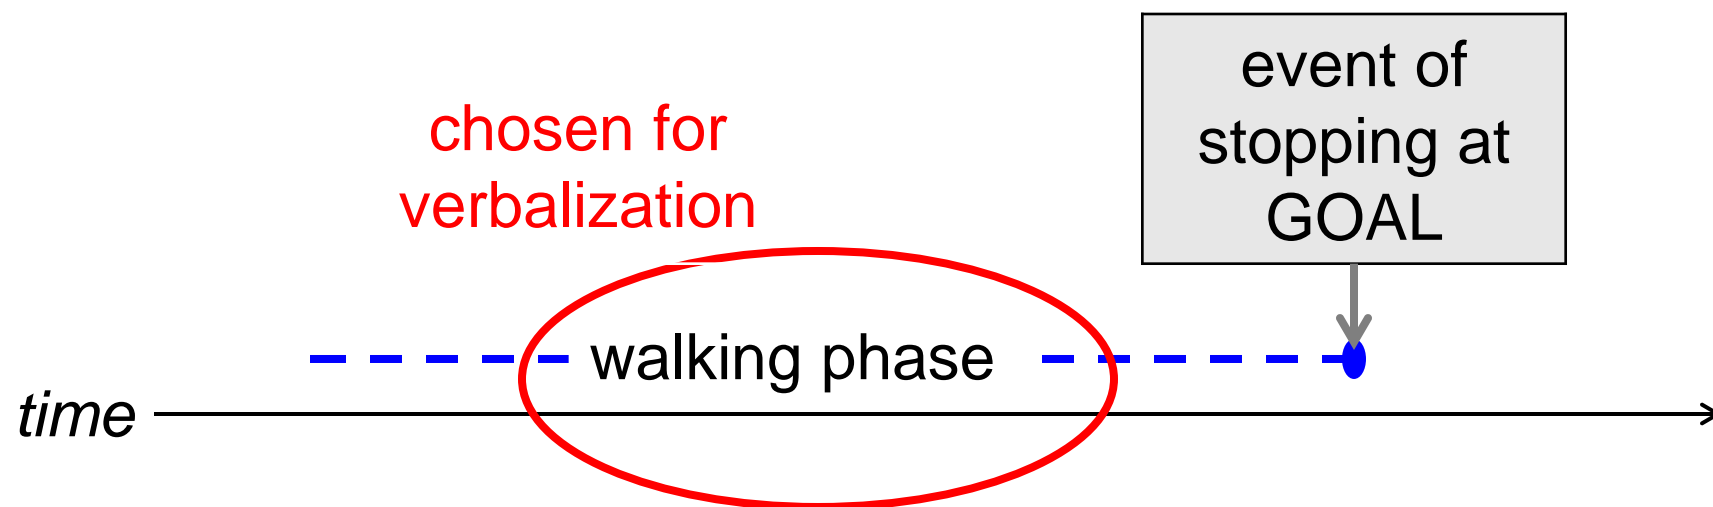 event of
stopping at
GOAL
chosen for
verbalization
walking phase
time